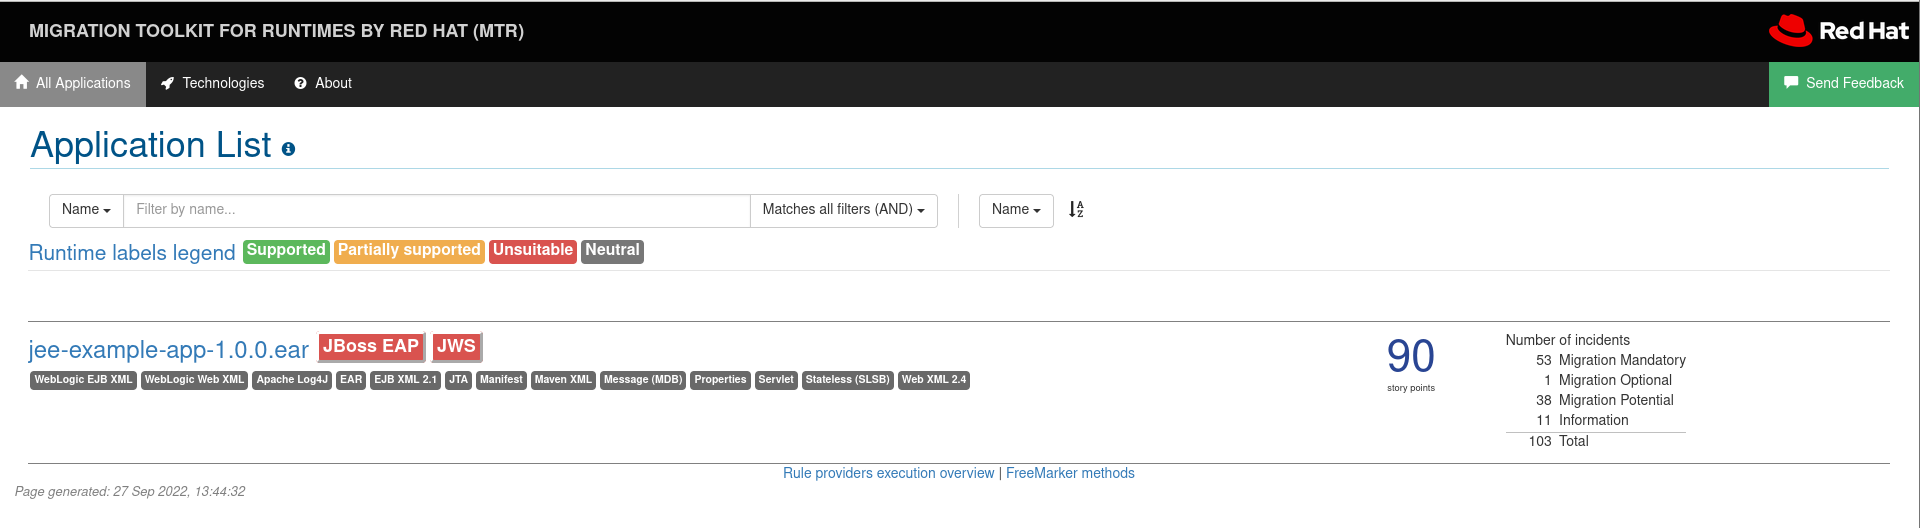 MIGRATION TOOLKIT FOR RUNTIMES BY RED HAT (MTR)
Red Hat
All Applications Technologies About Send Feedback
Application List
Name Filter by name... Matches all filters (AND) Name
Runtime labels legend Supported Partially supported Unsuitable Neutral
jee-example-app-1.0.0.ear JBoss EAP JWS
WebLogic EJB XML WebLogic Web XML Apache Log4J EAR EJB XML 2.1 JTA Manifest Maven XML Message (MDB) Properties Servlet Stateless (SLSB) Web XML 2.4
90
story points
Number of incidents
53 Migration Mandatory
1 Migration Optional
38 Migration Potential
11 Information
103 Total
Rule providers execution overview | FreeMarker methods
Page generated: 27 Sep 2022, 13:44:32